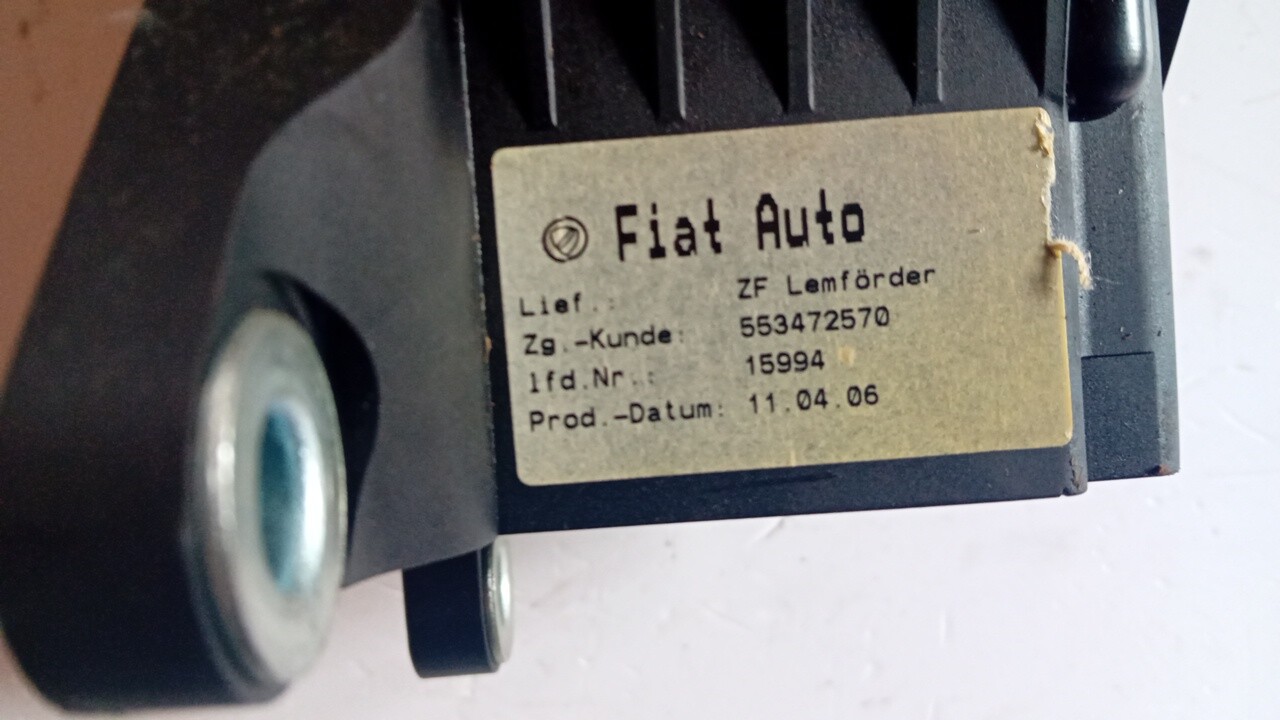 Fiat Auto
Lief.: ZF Lemförder
Zg.-Kunde: 553472570
lfd.Nr.: 15994
Prod.-Datum: 11.04.06